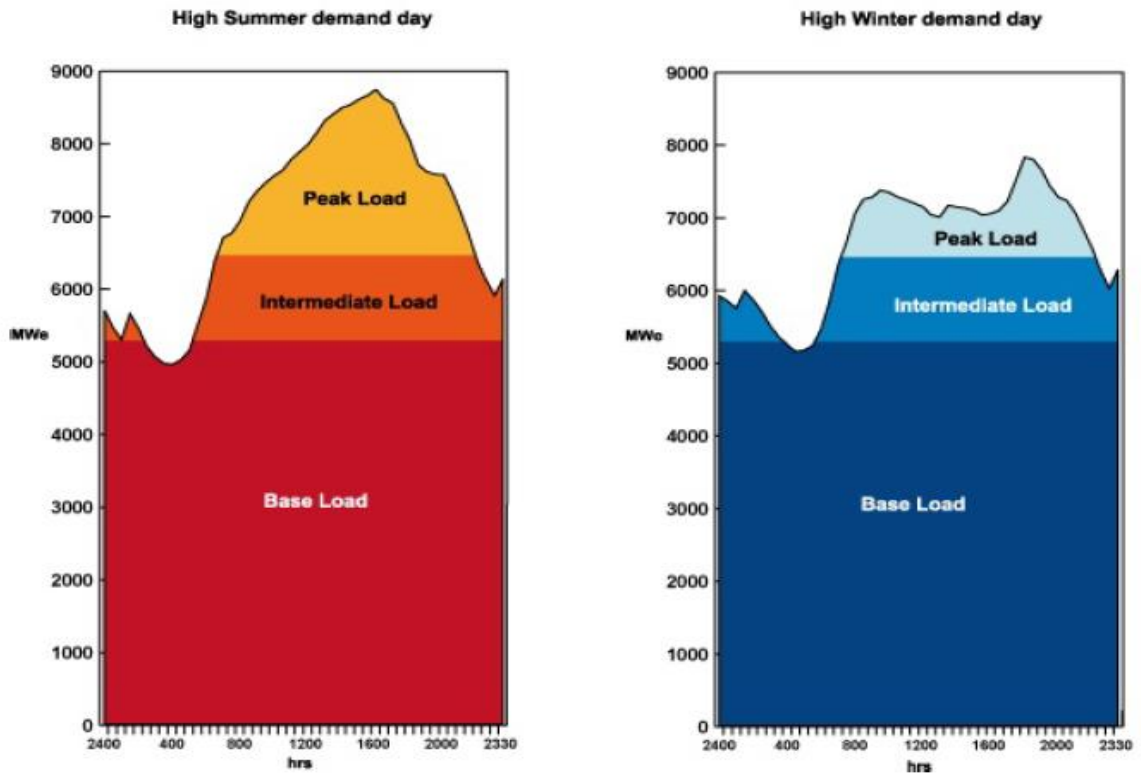 High Summer demand day
9000
8000
7000
6000
5000
4000
3000
2000
1000
0
MWe
Peak Load
Intermediate Load
Base Load
2400 400 800 1200 1600 2000 2330
hrs
High Winter demand day
9000
8000
7000
6000
5000
4000
3000
2000
1000
0
MWe
Peak Load
Intermediate Load
Base Load
2400 400 800 1200 1600 2000 2330
hrs